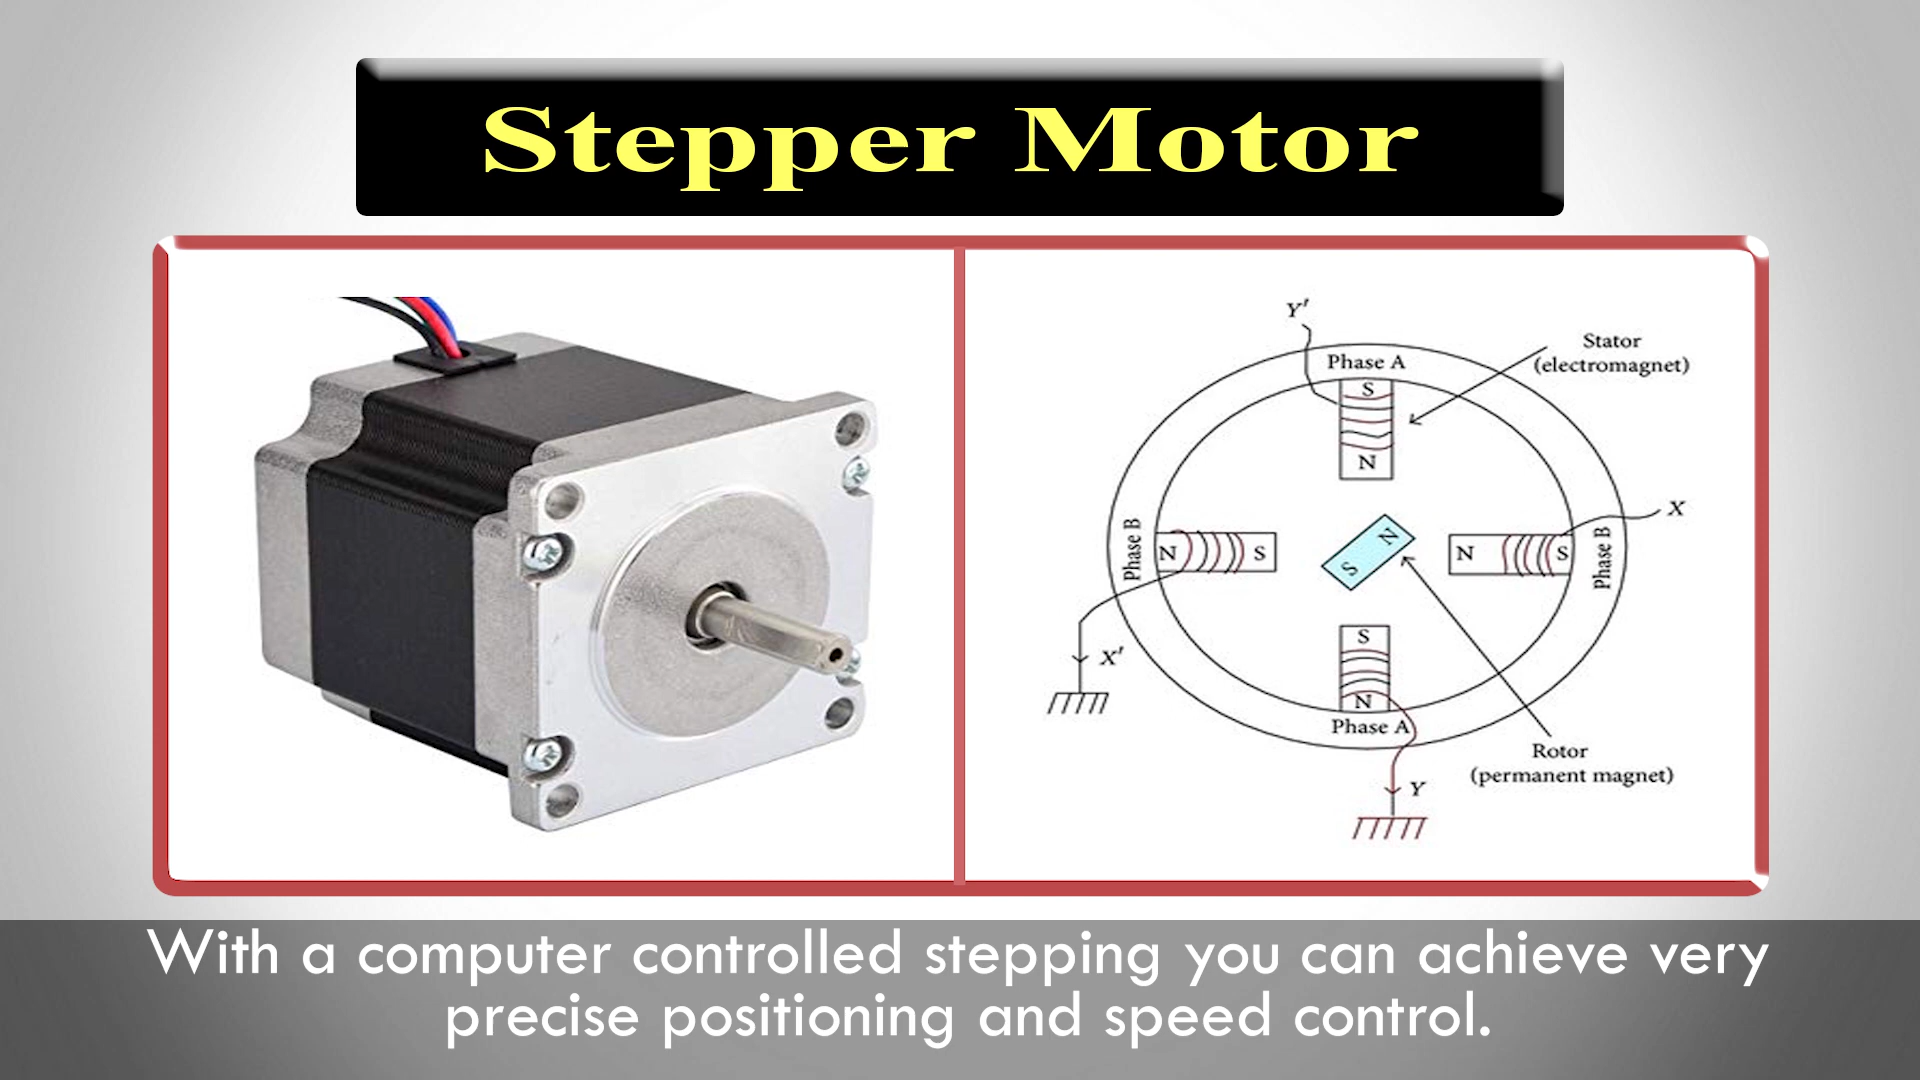 Stepper Motor
Y'
Stator
(electromagnet)
Phase A
S
N
X
Phase B
N
S
S
N
N
S
Phase B
X'
S
N
Phase A
Y
Rotor
(permanent magnet)
With a computer controlled stepping you can achieve very
precise positioning and speed control.